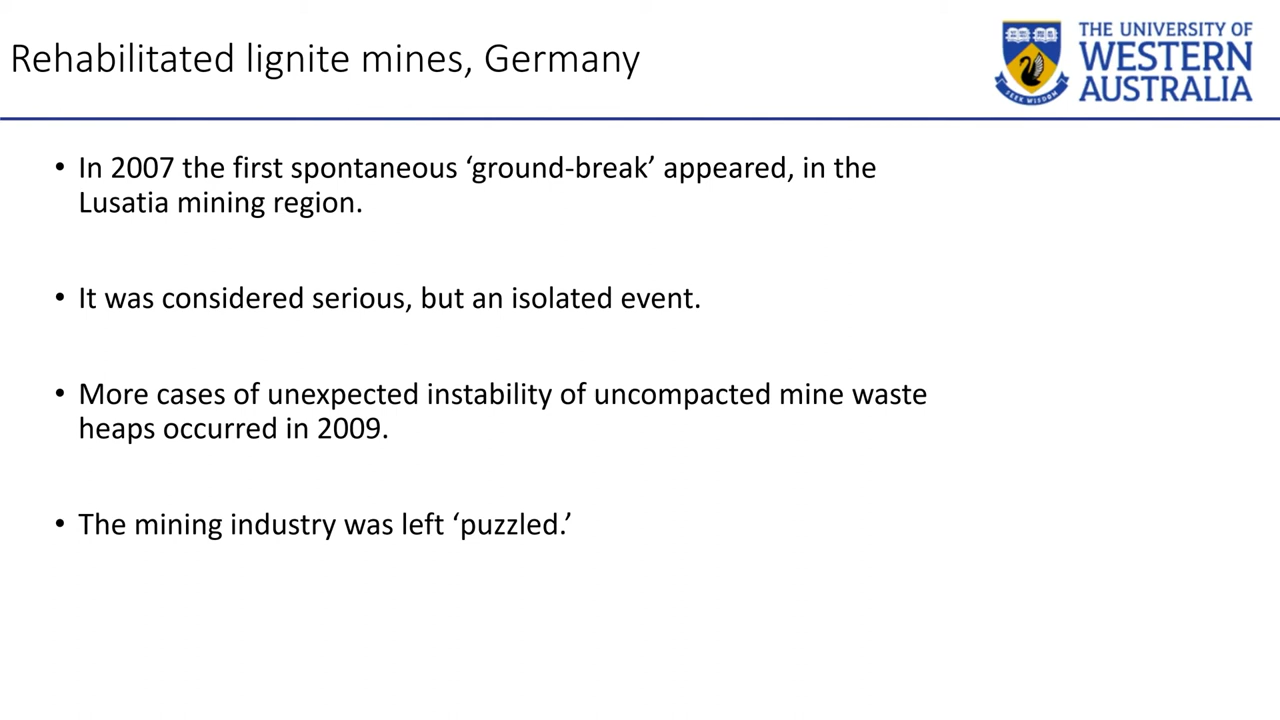 Rehabilitated lignite mines, Germany
THE UNIVERSITY OF
WESTERN
AUSTRALIA
SEEK WISDOM
• In 2007 the first spontaneous ‘ground-break’ appeared, in the
Lusatia mining region.
• It was considered serious, but an isolated event.
• More cases of unexpected instability of uncompacted mine waste
heaps occurred in 2009.
• The mining industry was left ‘puzzled.’